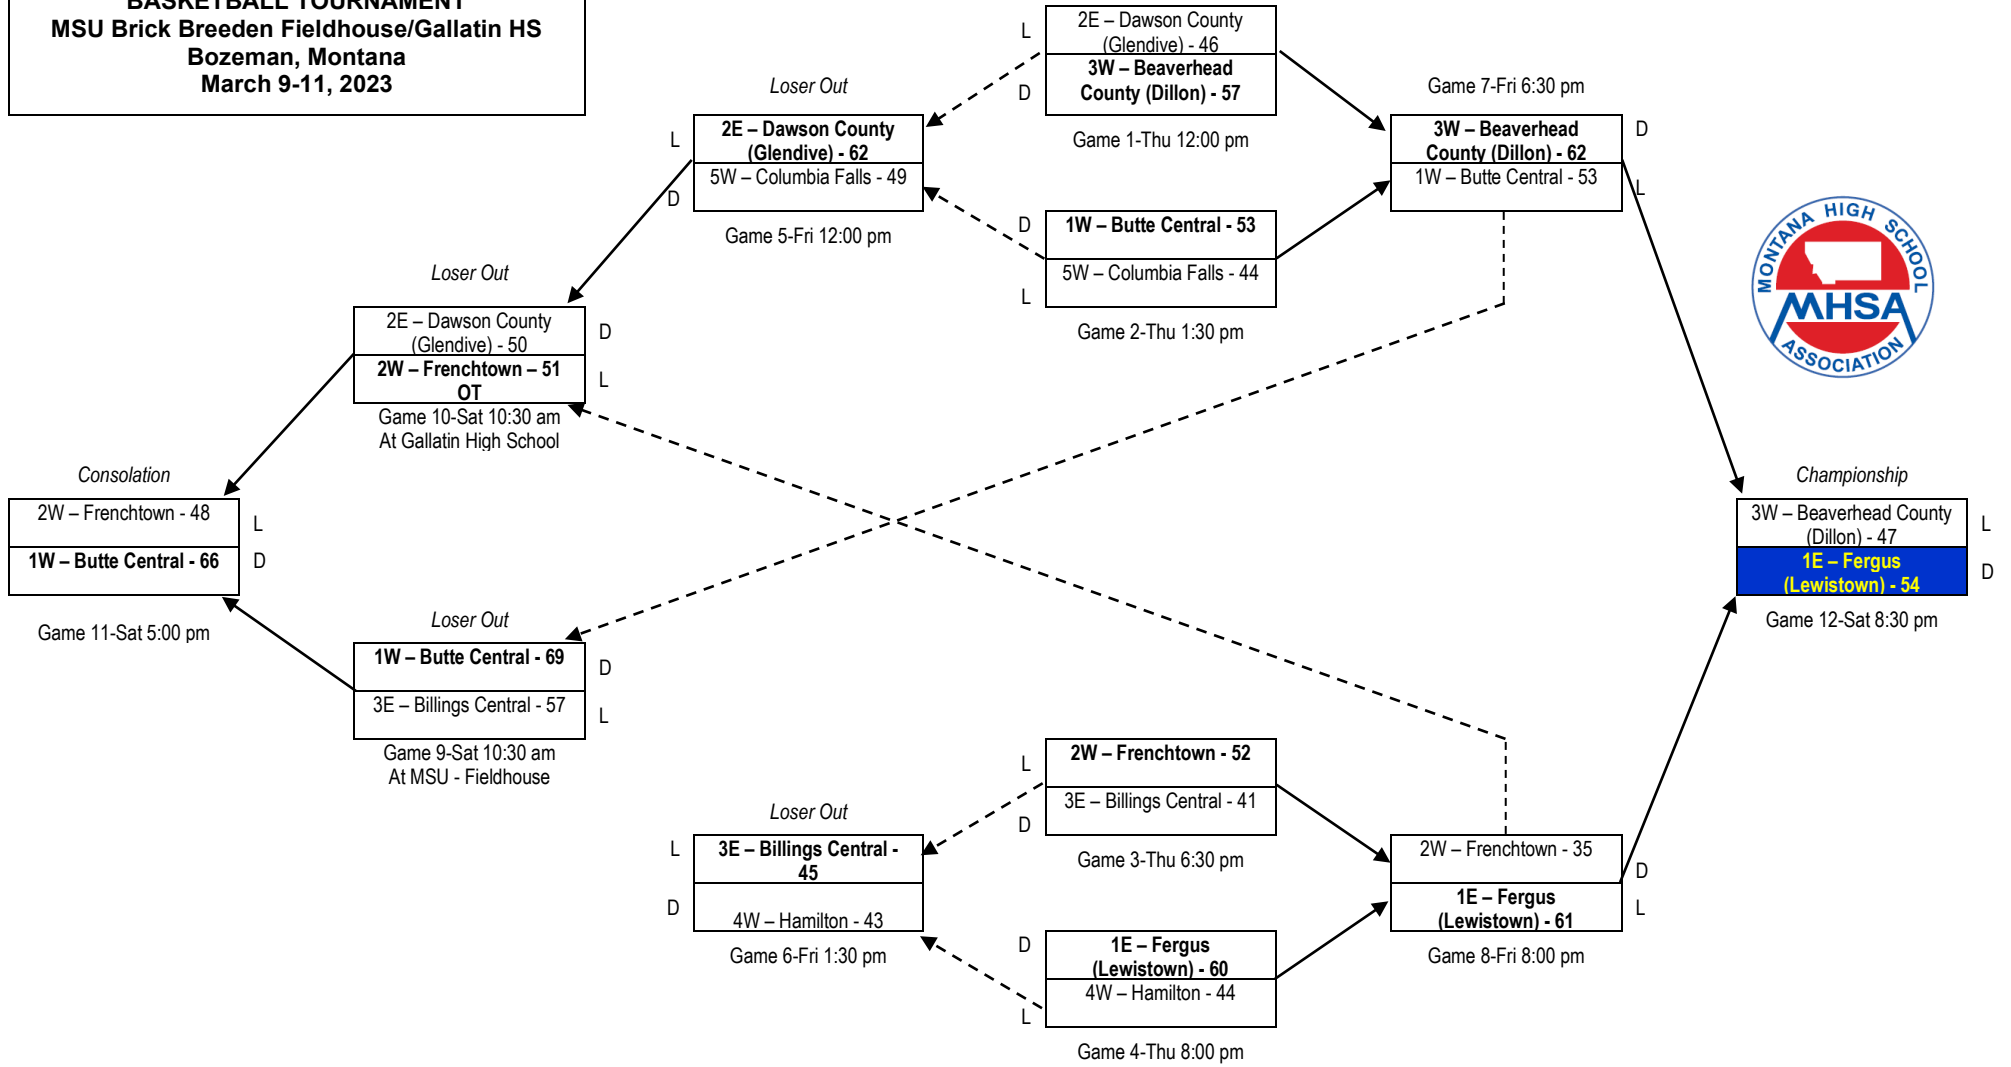 BASKETBALL TOURNAMENT
MSU Brick Breeden Fieldhouse/Gallatin HS
Bozeman, Montana
March 9-11, 2023
L
2E – Dawson County
(Glendive) - 46
D
3W – Beaverhead
County (Dillon) - 57
Game 1-Thu 12:00 pm
Loser Out
L
2E – Dawson County
(Glendive) - 62
D
5W – Columbia Falls - 49
Game 5-Fri 12:00 pm
D
1W – Butte Central - 53
5W – Columbia Falls - 44
L
Game 2-Thu 1:30 pm
Game 7-Fri 6:30 pm
3W – Beaverhead
County (Dillon) - 62
D
1W – Butte Central - 53
L
MONTANA HIGH SCHOOL
MHSA
ASSOCIATION
Loser Out
2E – Dawson County
(Glendive) - 50
D
2W – Frenchtown – 51
OT
L
Game 10-Sat 10:30 am
At Gallatin High School
Consolation
2W – Frenchtown - 48
L
1W – Butte Central - 66
D
Game 11-Sat 5:00 pm
Championship
3W – Beaverhead County
(Dillon) - 47
L
1E – Fergus
(Lewistown) - 54
D
Game 12-Sat 8:30 pm
Loser Out
1W – Butte Central - 69
D
3E – Billings Central - 57
L
Game 9-Sat 10:30 am
At MSU - Fieldhouse
L
2W – Frenchtown - 52
3E – Billings Central - 41
D
Game 3-Thu 6:30 pm
Loser Out
L
3E – Billings Central -
45
D
4W – Hamilton - 43
Game 6-Fri 1:30 pm
D
1E – Fergus
(Lewistown) - 60
4W – Hamilton - 44
L
Game 4-Thu 8:00 pm
2W – Frenchtown - 35
D
1E – Fergus
(Lewistown) - 61
L
Game 8-Fri 8:00 pm